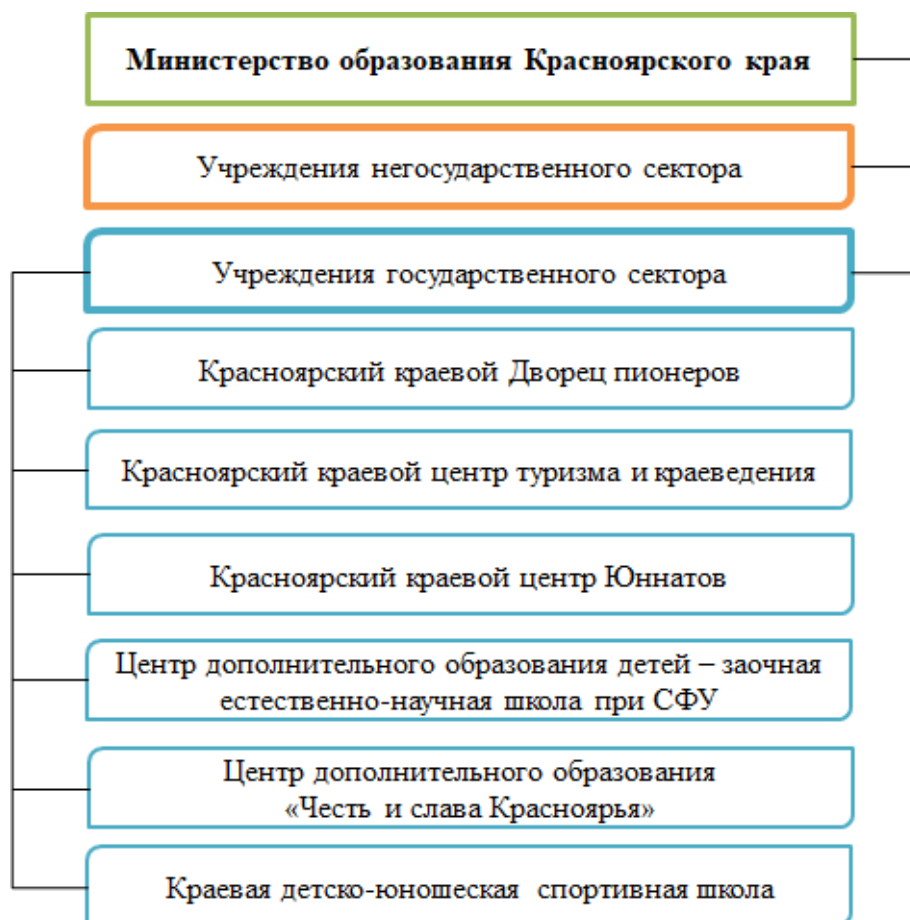 Министерство образования Красноярского края
Учреждения негосударственного сектора
Учреждения государственного сектора
Красноярский краевой Дворец пионеров
Красноярский краевой центр туризма и краеведения
Красноярский краевой центр Юннатов
Центр дополнительного образования детей – заочная
естественно-научная школа при СФУ
Центр дополнительного образования
«Честь и слава Красноярья»
Краевая детско-юношеская спортивная школа